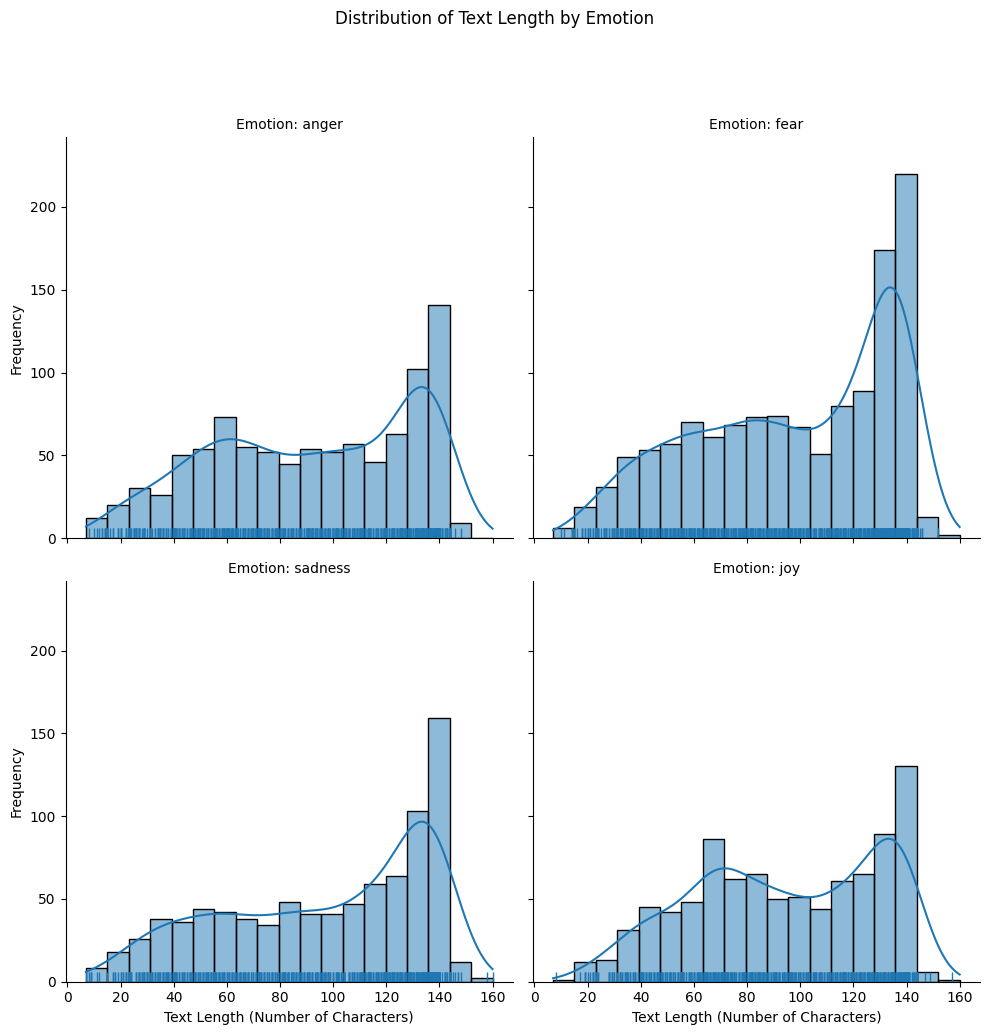 Distribution of Text Length by Emotion
Emotion: anger
Emotion: fear
200
150
100
50
0
Frequency
Emotion: sadness
Emotion: joy
200
150
100
50
0
Frequency
0 20 40 60 80 100 120 140 160
0 20 40 60 80 100 120 140 160
Text Length (Number of Characters)
Text Length (Number of Characters)